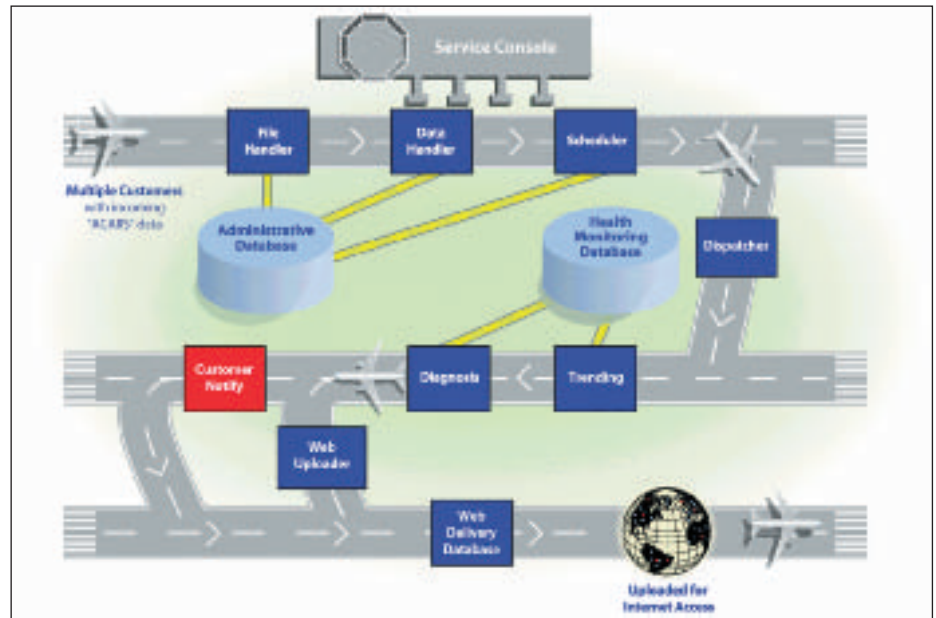 Service Console
File
Handler
Data
Handler
Scheduler
Multiple Customers
with incoming
"ACARS" data
Administrative
Database
Health
Monitoring
Database
Dispatcher
Customer
Notify
Diagnosis
Trending
Web
Uploader
Web
Delivery
Database
Uploaded for
Internet Access